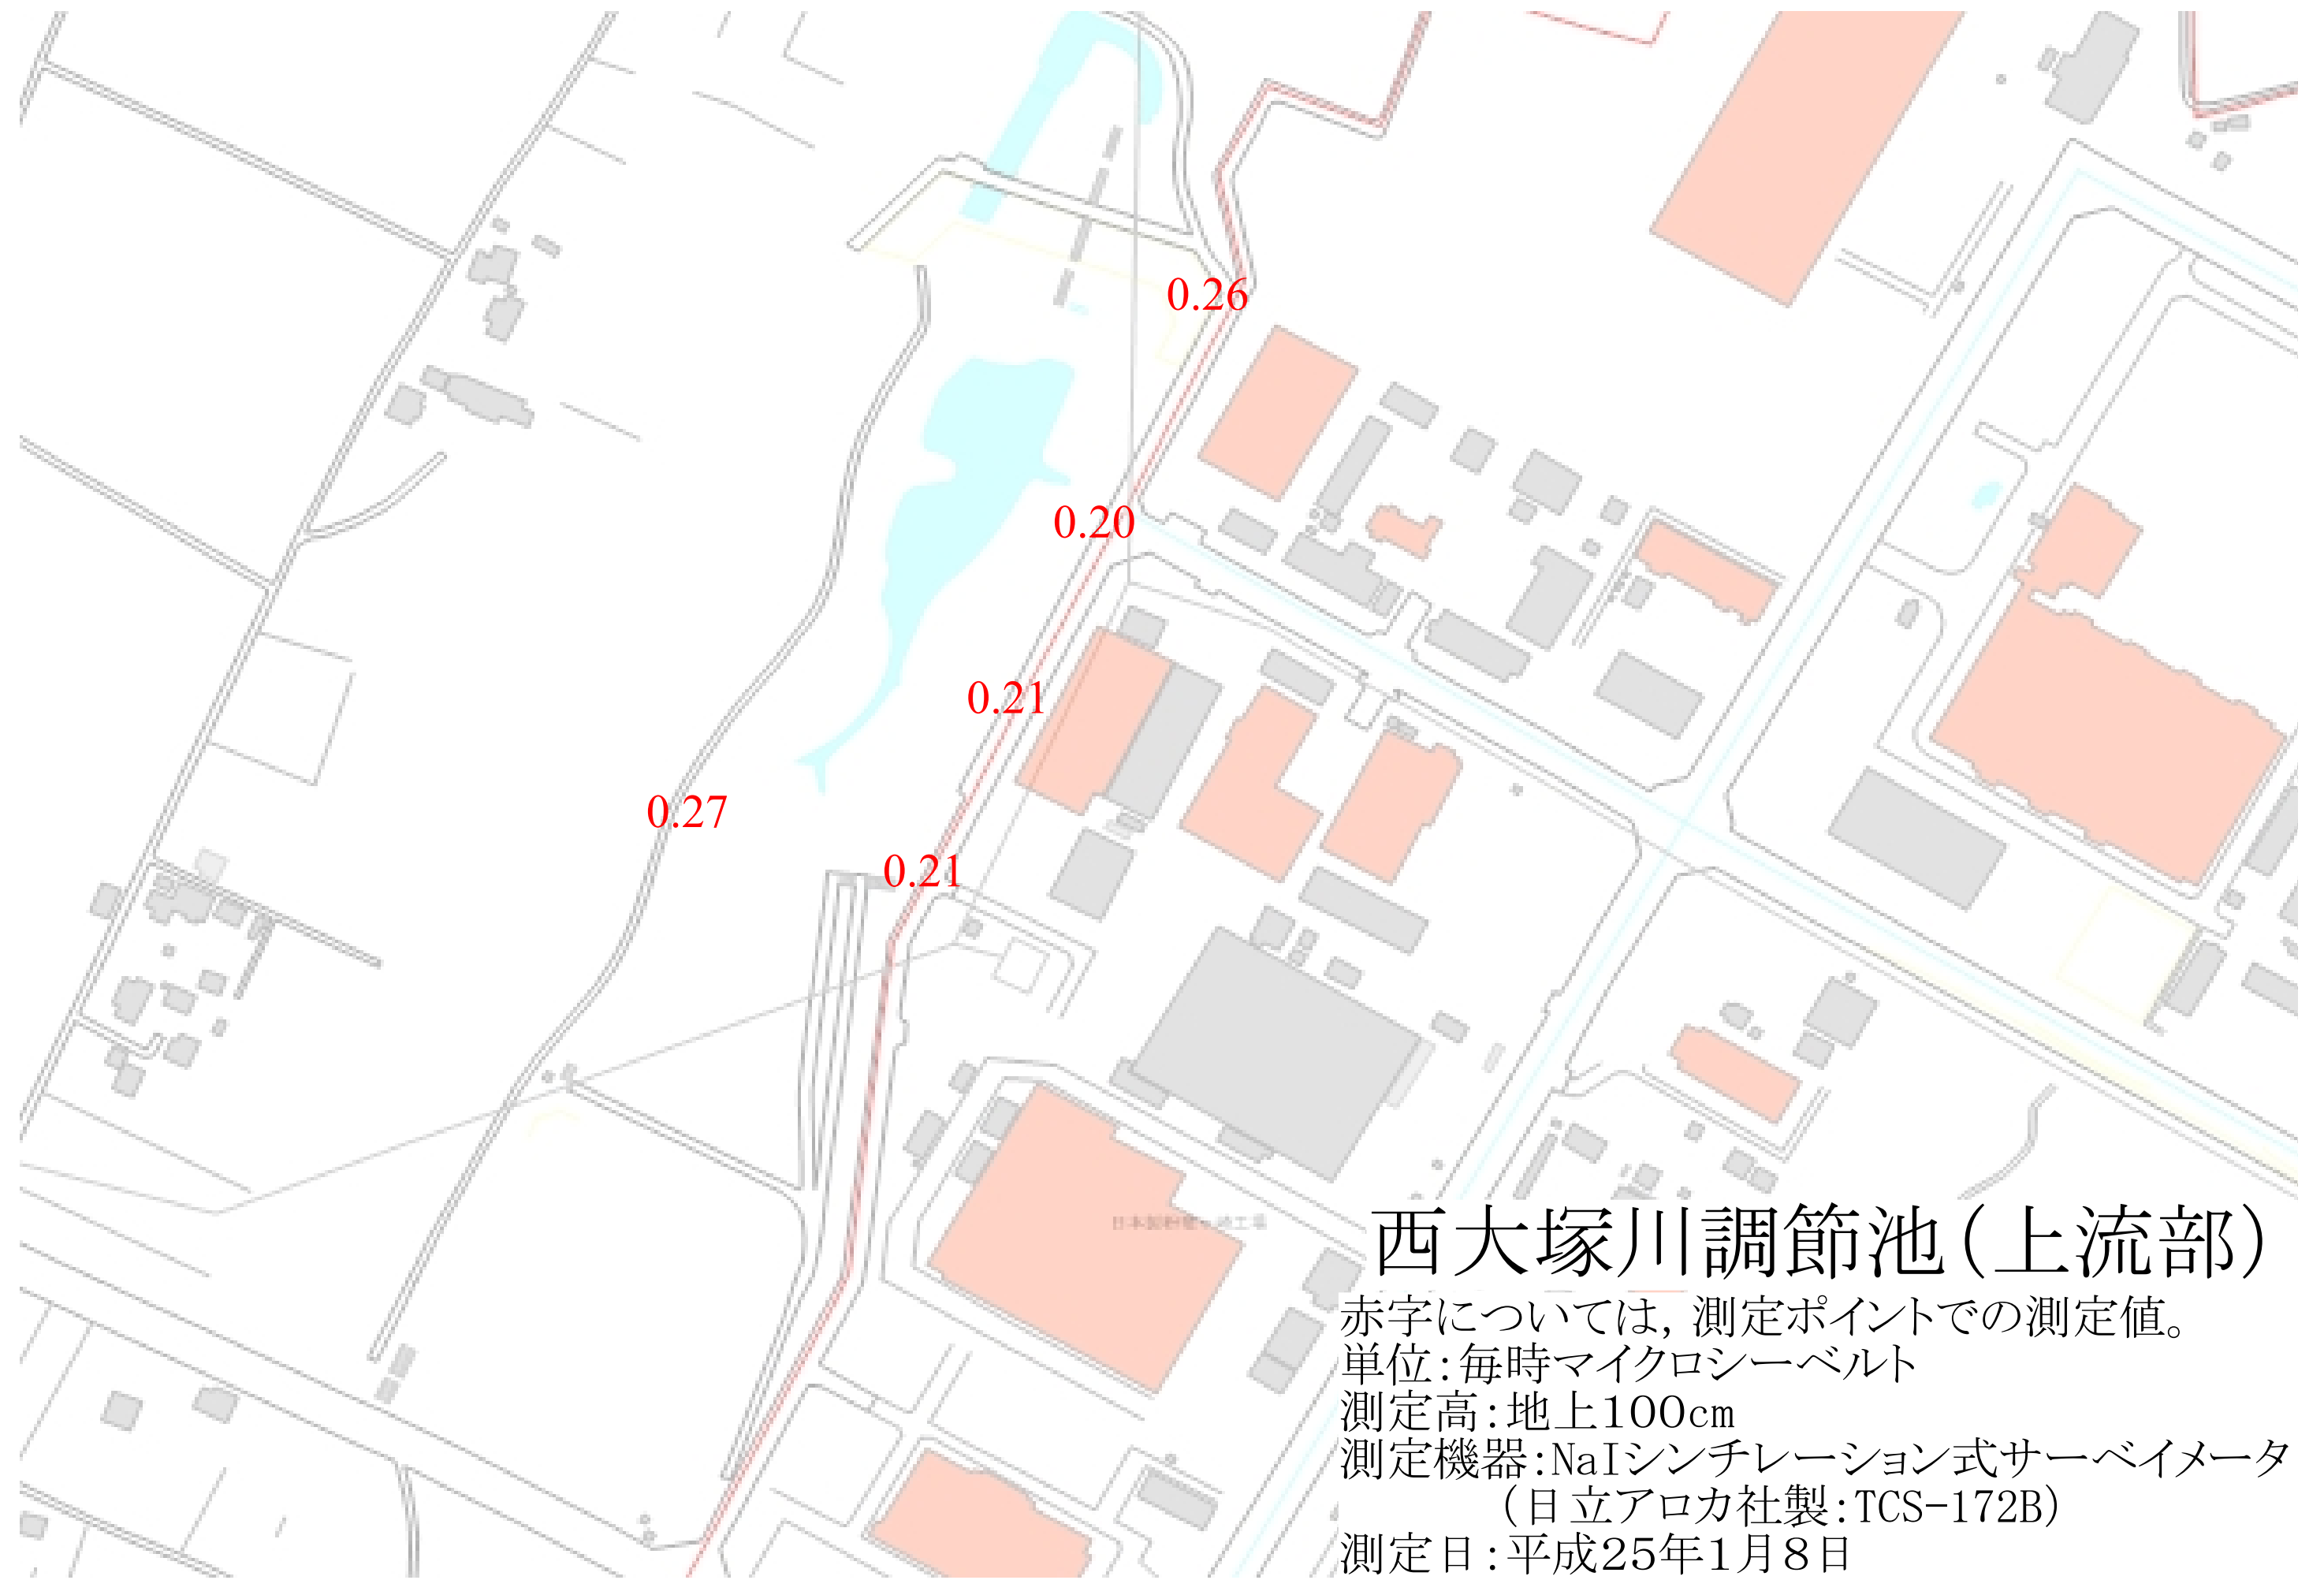 0.26
0.20
0.21
0.27
0.21
西大塚川調節池(上流部)
赤字については,測定ポイントでの測定値。
単位:毎時マイクロシーベルト
測定高:地上100cm
測定機器:NaIシンチレーション式サーベイメータ
(日立アロカ社製:TCS-172B)
測定日:平成25年1月8日